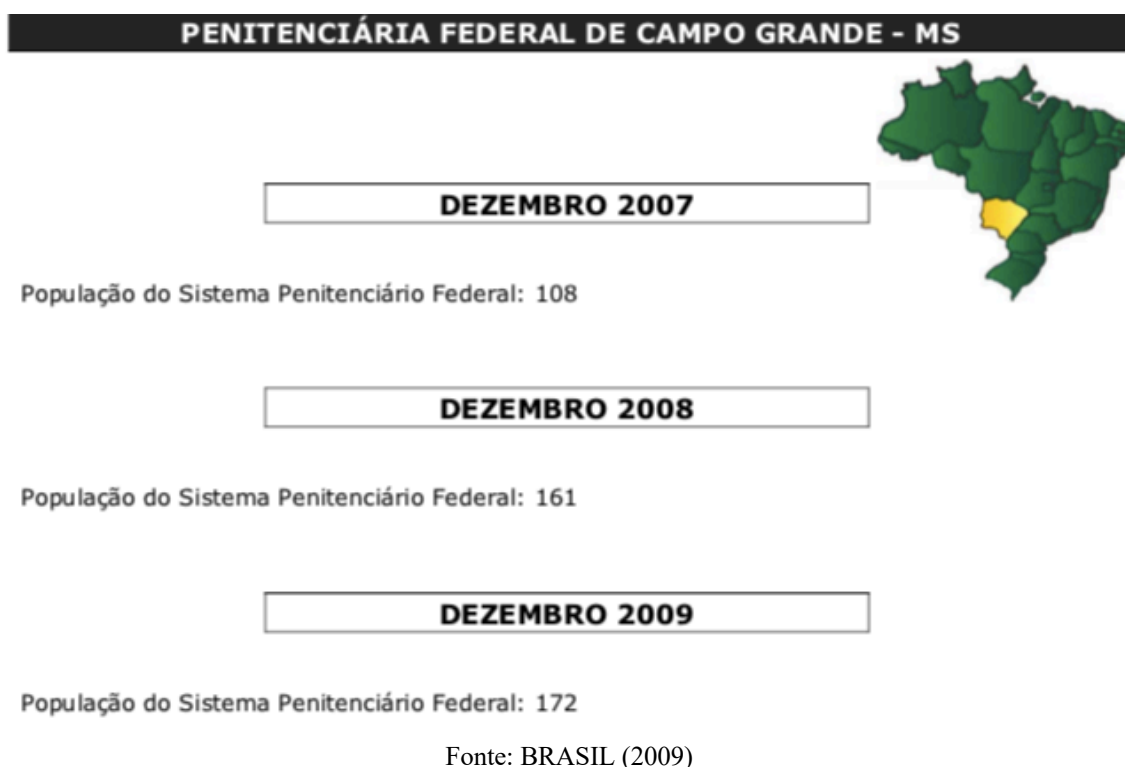 PENITENCIÁRIA FEDERAL DE CAMPO GRANDE - MS
DEZEMBRO 2007
População do Sistema Penitenciário Federal: 108
DEZEMBRO 2008
População do Sistema Penitenciário Federal: 161
DEZEMBRO 2009
População do Sistema Penitenciário Federal: 172
Fonte: BRASIL (2009)